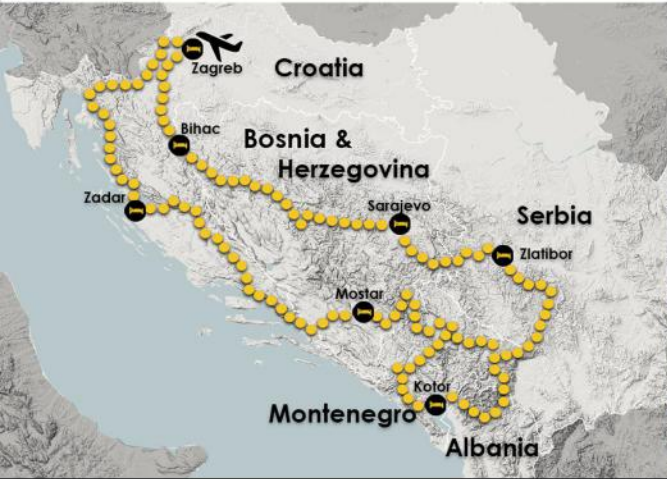 Zagreb
Croatia
Bihac
Bosnia &
Herzegovina
Zadar
Sarajevo
Serbia
Zlatibor
Mostar
Kotor
Montenegro
Albania